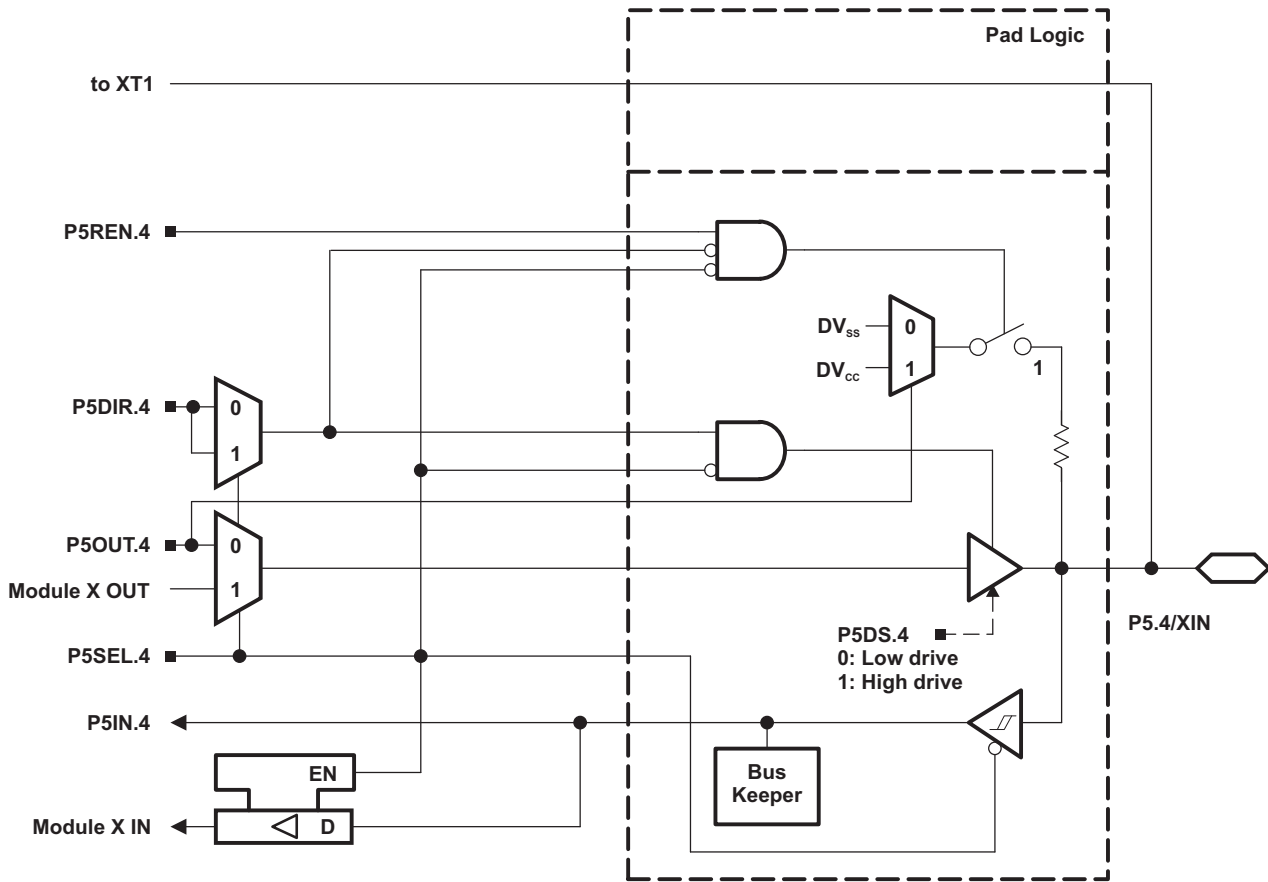 Pad Logic
to XT1
P5REN.4
DVSS
0
DVCC
1
1
P5DIR.4
0
1
P5OUT.4
0
Module X OUT
1
P5SEL.4
P5DS.4
0: Low drive
1: High drive
P5.4/XIN
P5IN.4
Bus
Keeper
EN
Module X IN
D